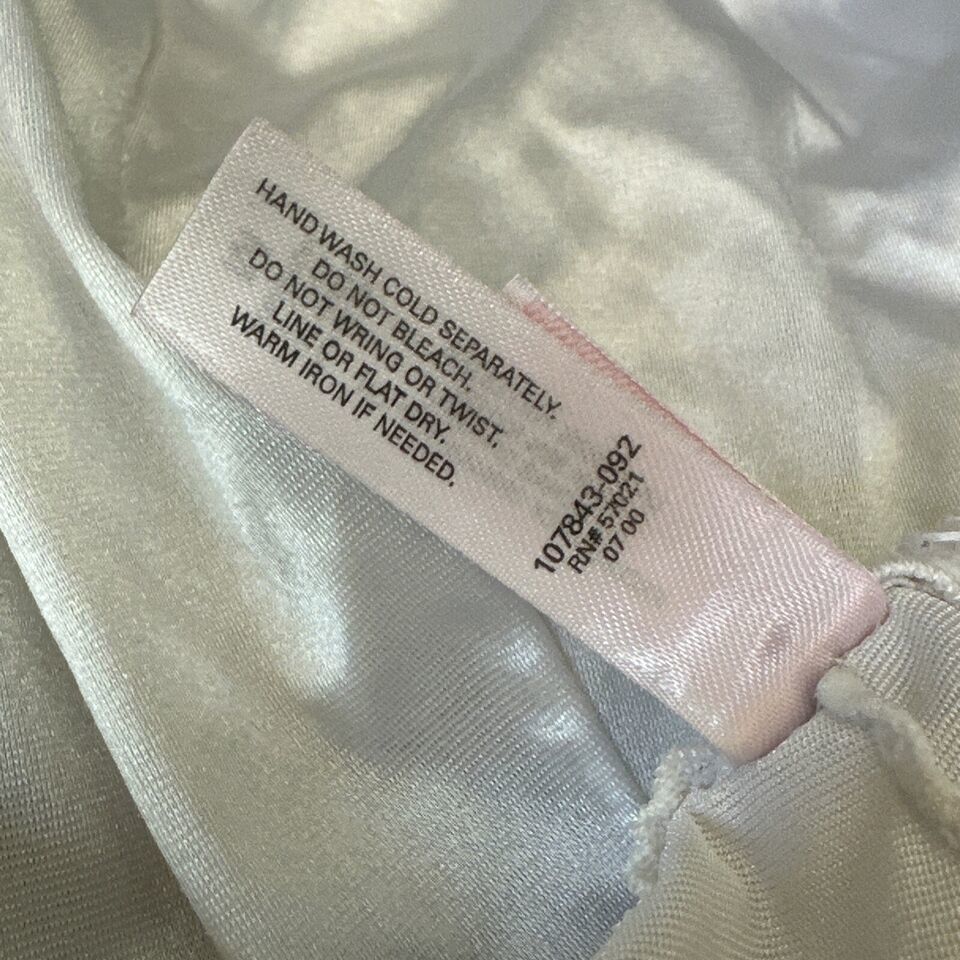 HAND WASH COLD SEPARATELY.
DO NOT BLEACH.
DO NOT WRING OR TWIST.
LINE OR FLAT DRY.
WARM IRON IF NEEDED.
107843-092
RN# 57021
07 00